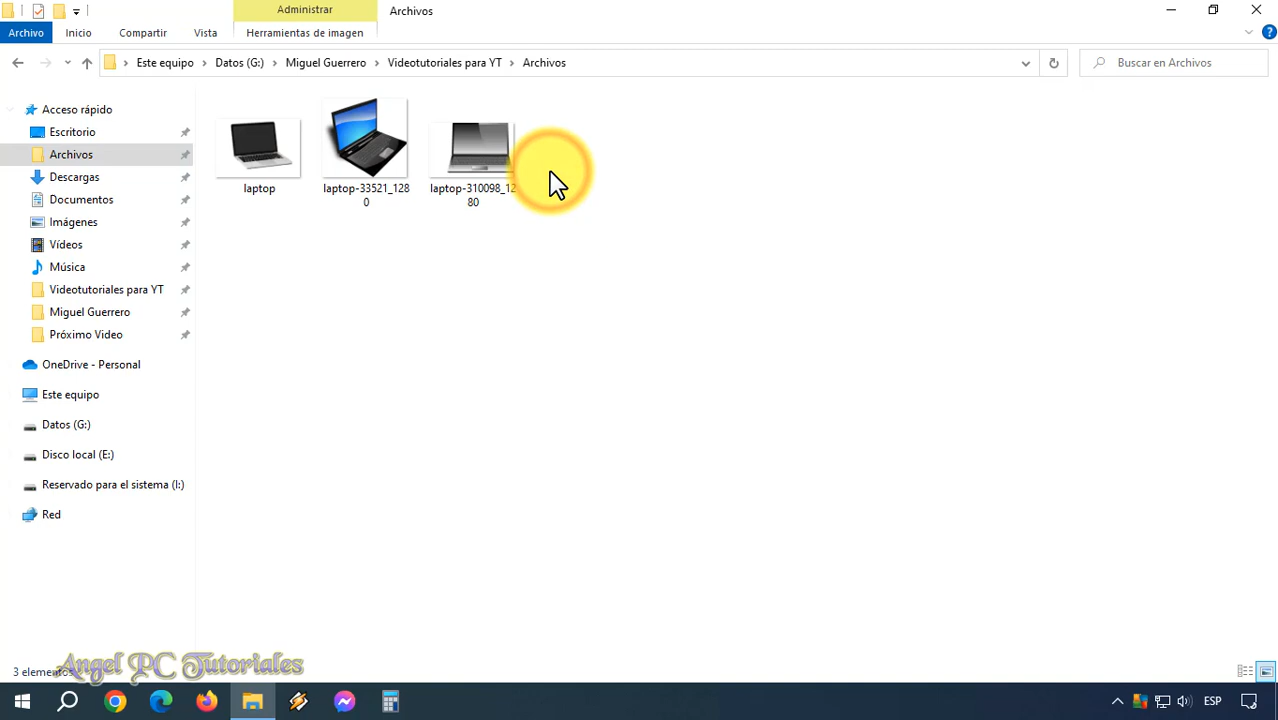 Administrar
Archivos
Archivo
Inicio
Compartir
Vista
Herramientas de imagen
Este equipo
Datos (G:)
Miguel Guerrero
Videotutoriales para YT
Archivos
Buscar en Archivos
Acceso rápido
Escritorio
Archivos
Descargas
Documentos
Imágenes
Vídeos
Música
Videotutoriales para YT
Miguel Guerrero
Próximo Video
OneDrive - Personal
Este equipo
Datos (G:)
Disco local (E:)
Reservado para el sistema (I:)
Red
laptop
laptop-33521_128
0
laptop-310098_12
80
3 elementos
Angel PC Tutoriales
ESP